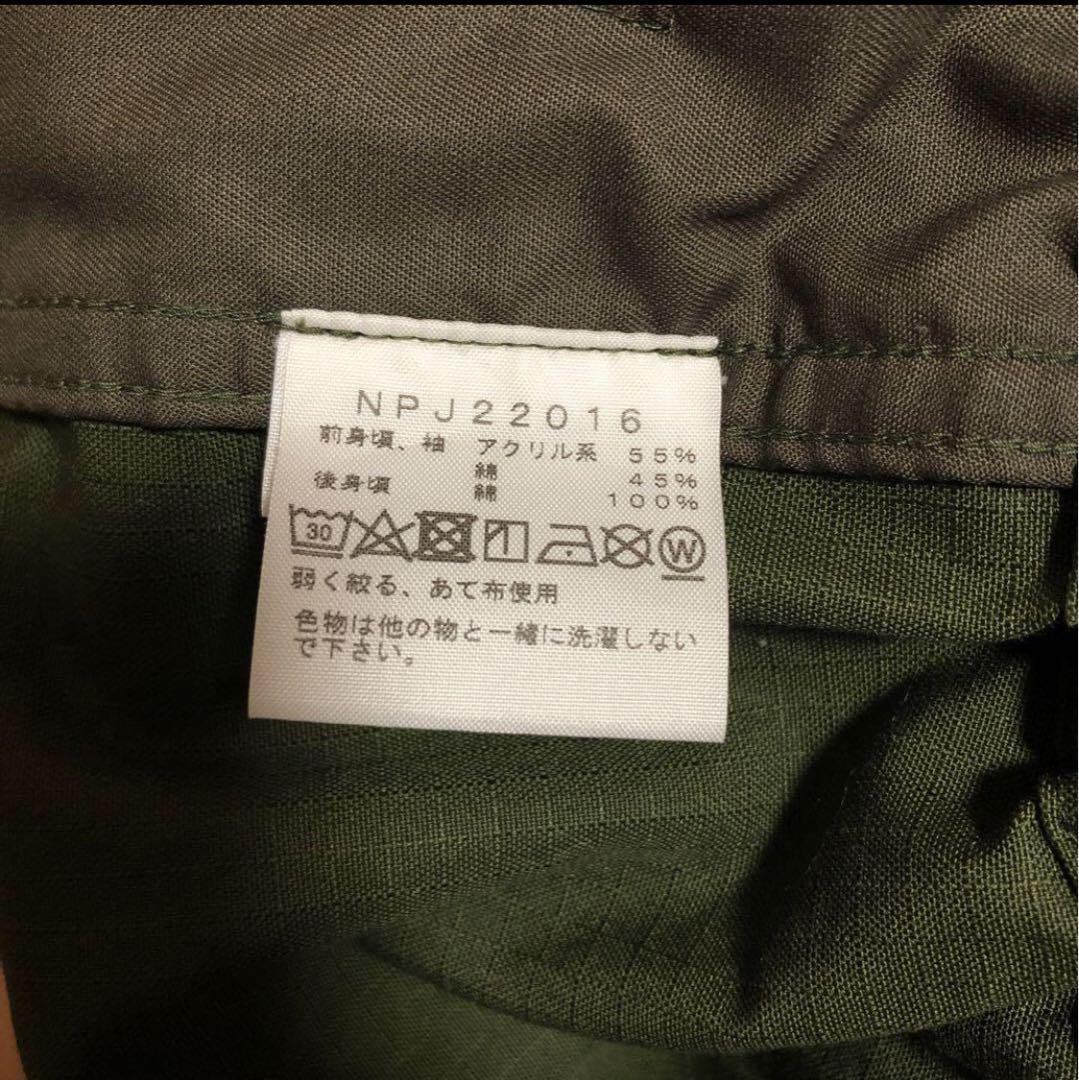 NPJ22016
前身頃、袖 アクリル系 55%
綿 45%
後身頃 綿 100%
30 W
弱く絞る、あて布使用
色物は他の物と一緒に洗濯しない
で下さい。